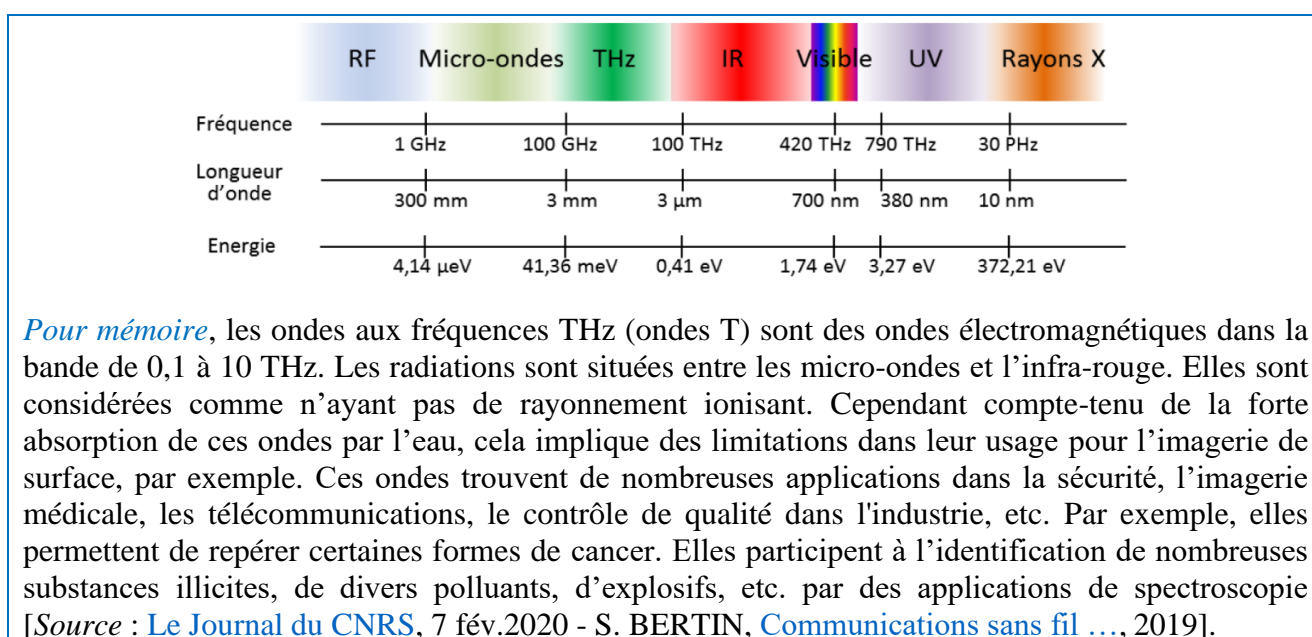 RF Micro-ondes THz IR Visible UV Rayons X
Fréquence
1 GHz 100 GHz 100 THz 420 THz 790 THz 30 PHz
Longueur
d’onde
300 mm 3 mm 3 µm 700 nm 380 nm 10 nm
Energie
4,14 µeV 41,36 meV 0,41 eV 1,74 eV 3,27 eV 372,21 eV
Pour mémoire, les ondes aux fréquences THz (ondes T) sont des ondes électromagnétiques dans la
bande de 0,1 à 10 THz. Les radiations sont situées entre les micro-ondes et l’infra-rouge. Elles sont
considérées comme n’ayant pas de rayonnement ionisant. Cependant compte-tenu de la forte
absorption de ces ondes par l’eau, cela implique des limitations dans leur usage pour l’imagerie de
surface, par exemple. Ces ondes trouvent de nombreuses applications dans la sécurité, l’imagerie
médicale, les télécommunications, le contrôle de qualité dans l'industrie, etc. Par exemple, elles
permettent de repérer certaines formes de cancer. Elles participent à l’identification de nombreuses
substances illicites, de divers polluants, d’explosifs, etc. par des applications de spectroscopie
[Source : Le Journal du CNRS, 7 fév.2020 - S. BERTIN, Communications sans fil …, 2019].